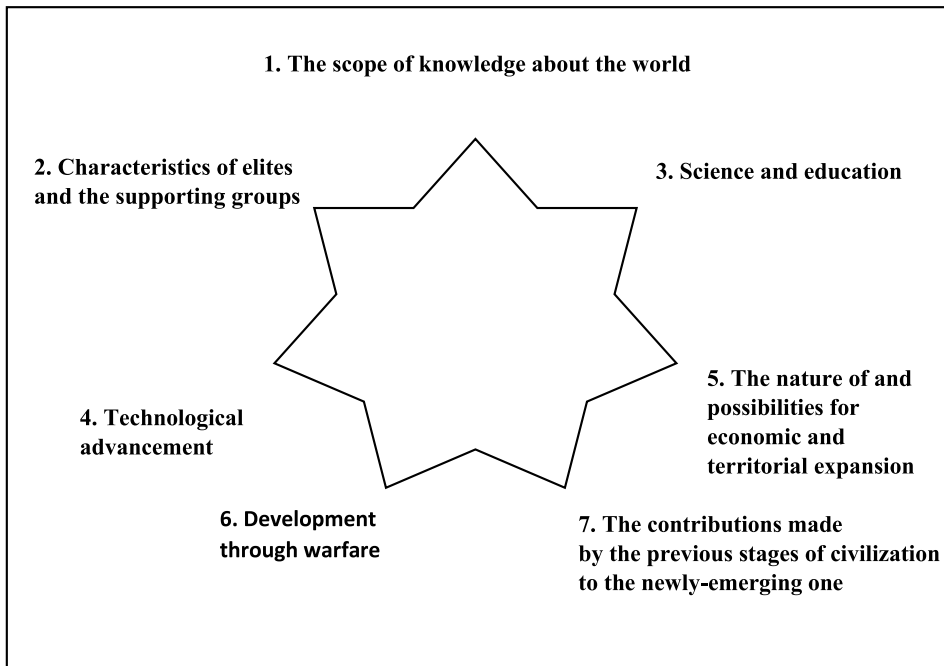 1. The scope of knowledge about the world
2. Characteristics of elites
and the supporting groups
3. Science and education
4. Technological
advancement
5. The nature of and
possibilities for
economic and
territorial expansion
6. Development
through warfare
7. The contributions made
by the previous stages of civilization
to the newly-emerging one